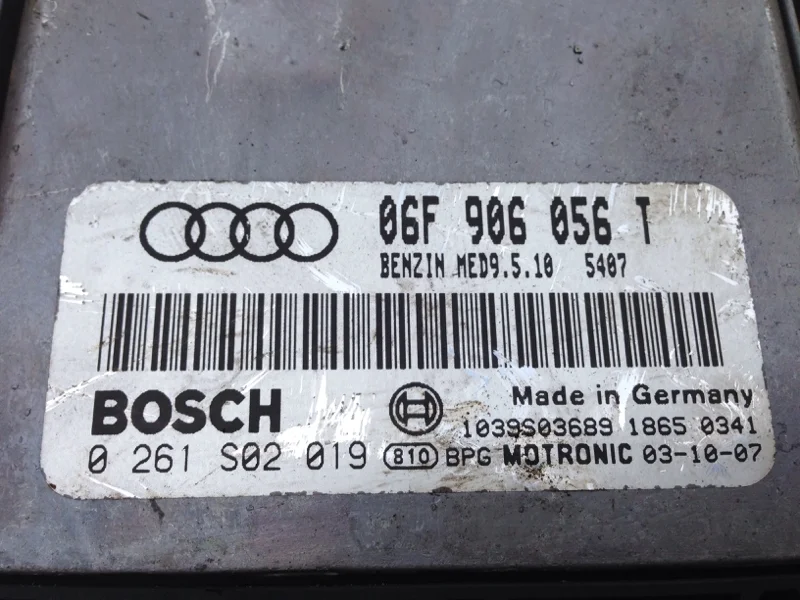 06F 906 056 T
BENZIN MED9.5.10 5407
BOSCH
Made in Germany
1039S03689 1865 0341
0 261 S02 019 810 BPG MOTRONIC 03-10-07